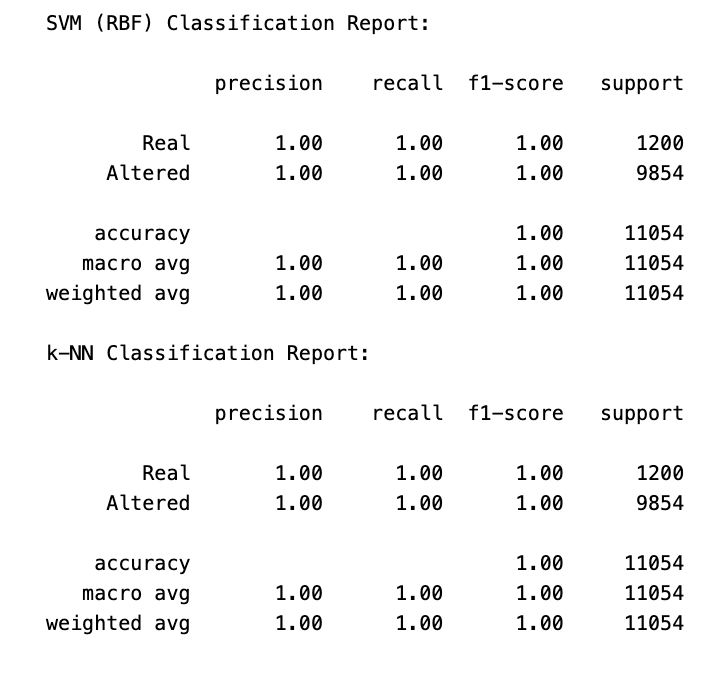 SVM (RBF) Classification Report:
precision recall f1-score support
Real 1.00 1.00 1.00 1200
Altered 1.00 1.00 1.00 9854
accuracy 1.00 11054
macro avg 1.00 1.00 1.00 11054
weighted avg 1.00 1.00 1.00 11054
k-NN Classification Report:
precision recall f1-score support
Real 1.00 1.00 1.00 1200
Altered 1.00 1.00 1.00 9854
accuracy 1.00 11054
macro avg 1.00 1.00 1.00 11054
weighted avg 1.00 1.00 1.00 11054